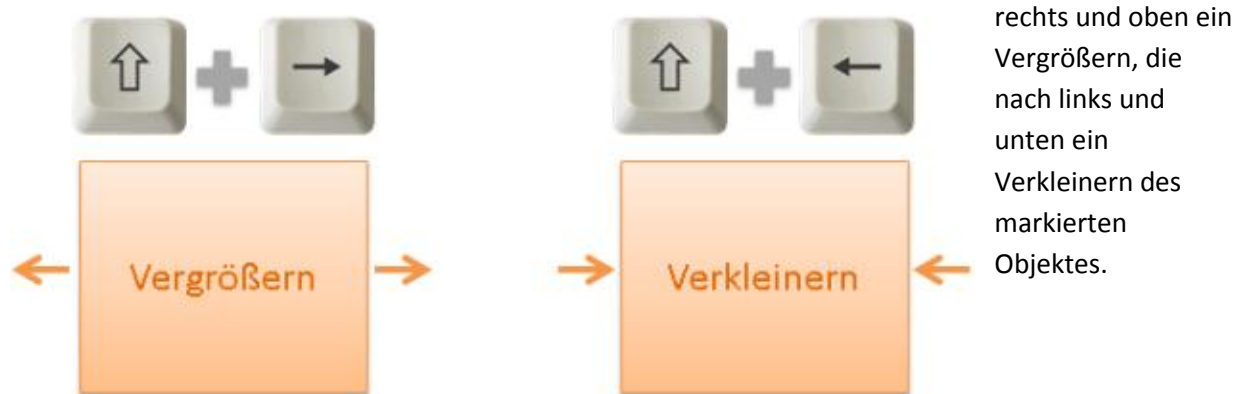 rechts und oben ein
Vergrößern, die
nach links und
unten ein
Verkleinern des
markierten
Objektes.
Vergrößern
Verkleinern